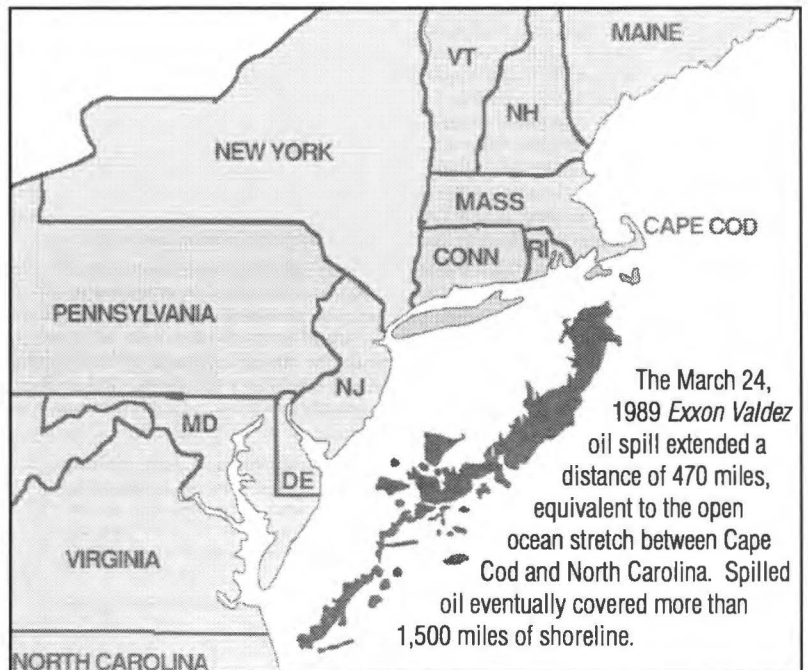 MAINE
VT
NH
NEW YORK
MASS
CAPE COD
CONN
RI
PENNSYLVANIA
NJ
MD
DE
VIRGINIA
NORTH CAROLINA
The March 24,
1989 Exxon Valdez
oil spill extended a
distance of 470 miles,
equivalent to the open
ocean stretch between Cape
Cod and North Carolina. Spilled
oil eventually covered more than
1,500 miles of shoreline.